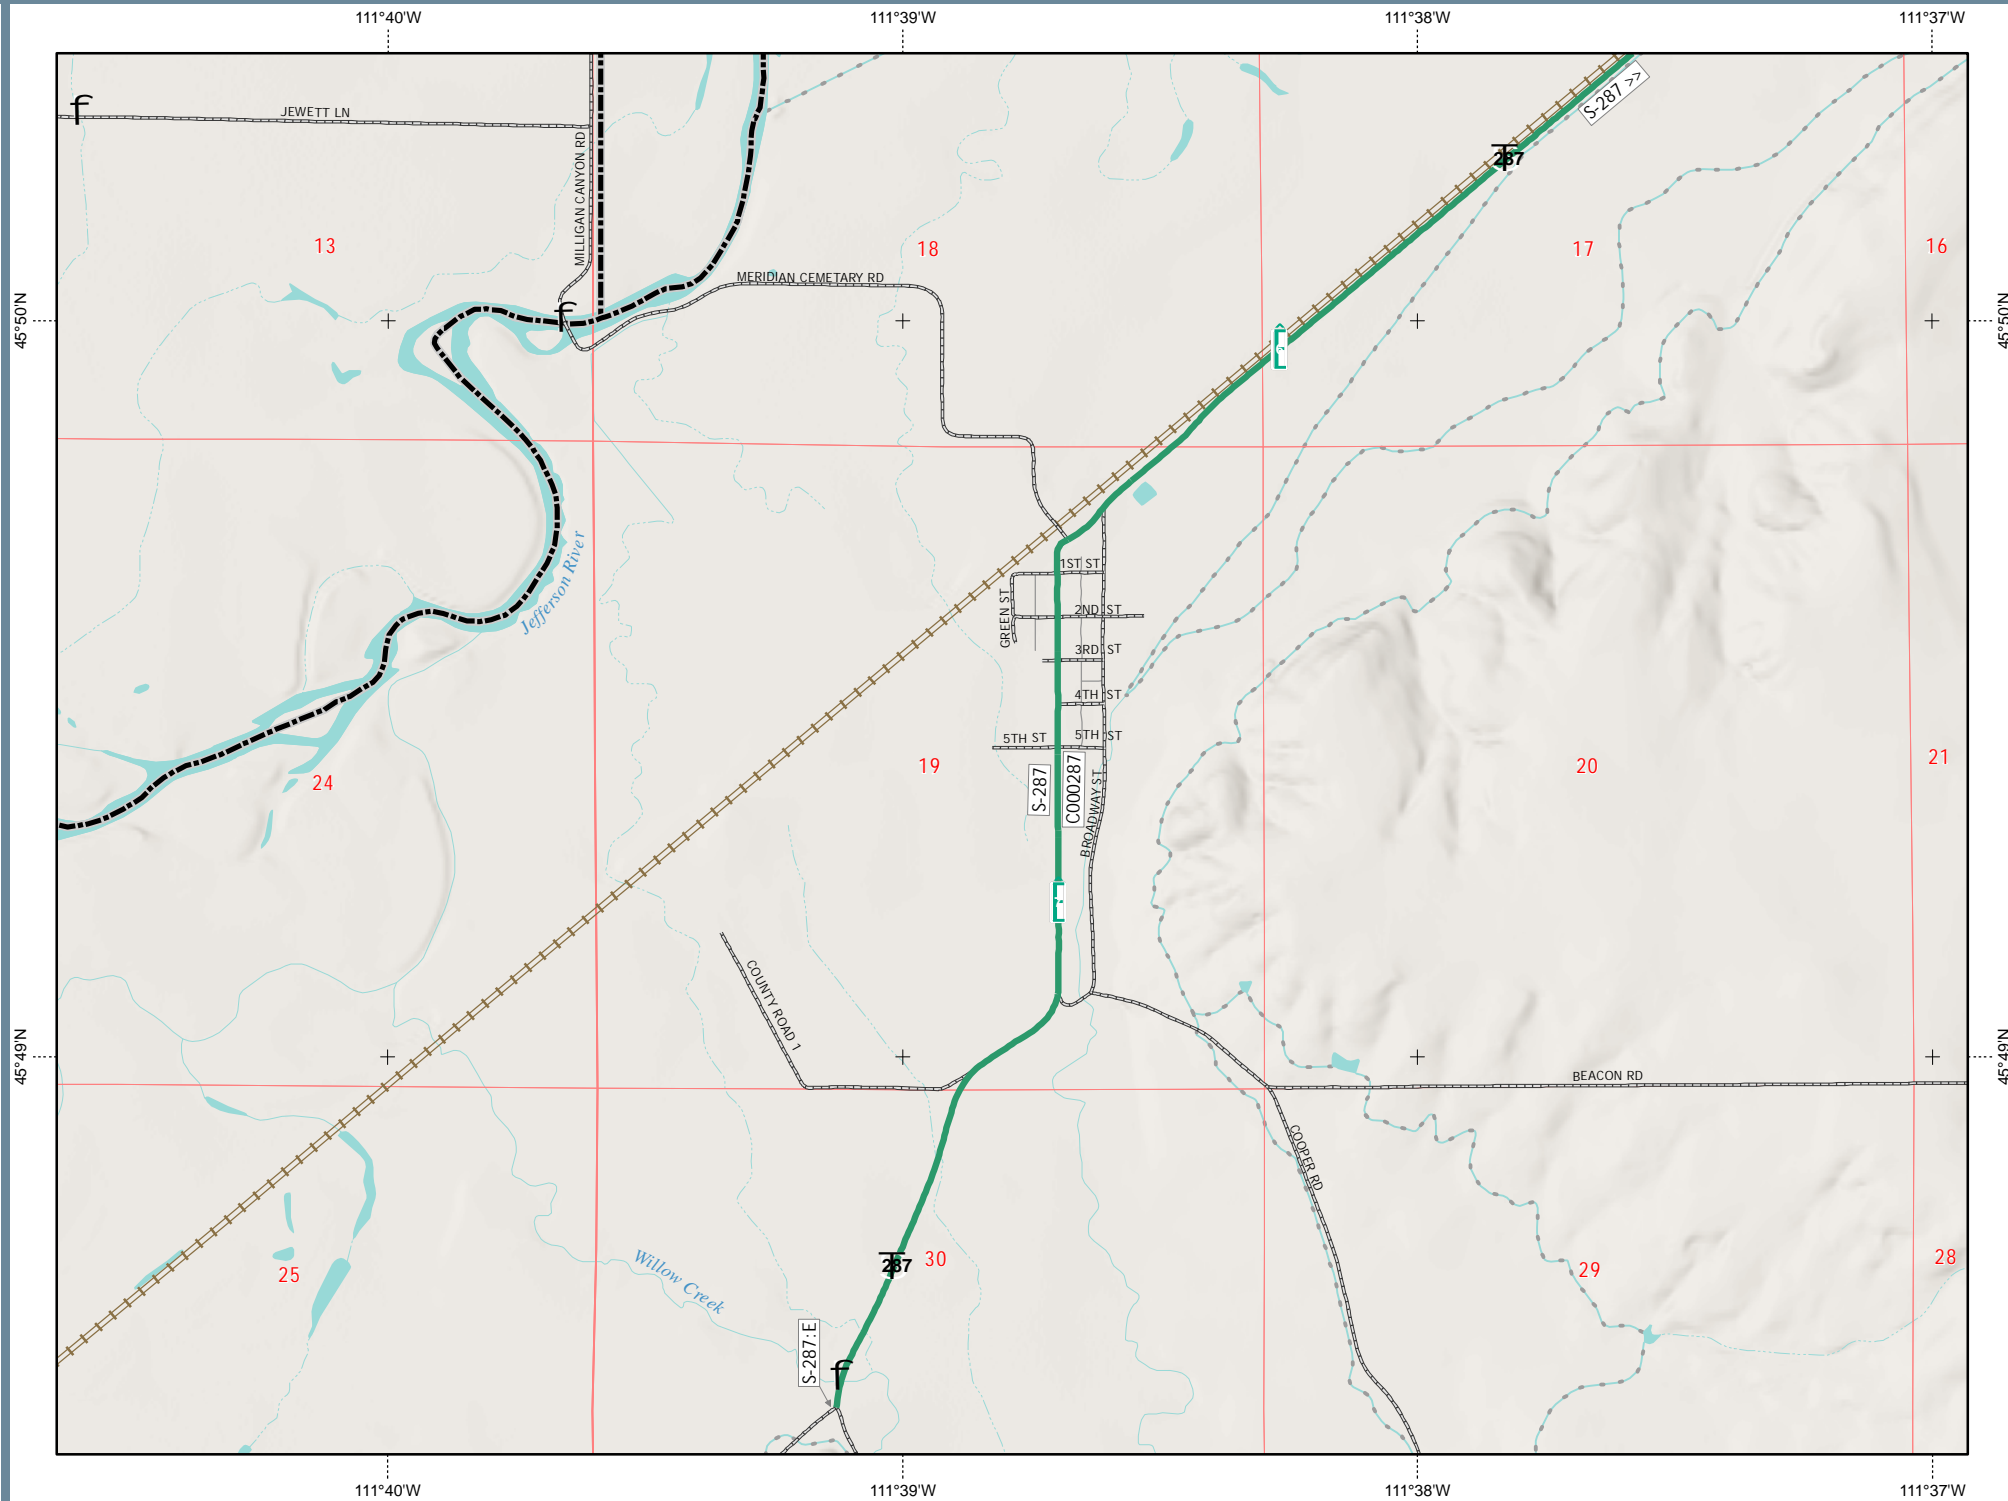 111°40'W
111°39'W
111°38'W
111°37'W
S-287 >>
f
JEWETT LN
MILLIGAN CANYON RD
287
13
18
17
16
MERIDIAN CEMETARY RD
45°50'N
f
45°50'N
Jefferson River
1ST ST
GREEN ST
2ND ST
3RD ST
4TH ST
5TH ST
5TH ST
24
19
S-287
C000287
BROADWAY ST
20
21
COUNTY ROAD 1
45°49'N
45°49'N
BEACON RD
COOPER RD
25
Willow Creek
287
30
29
28
S-287:E
f
111°40'W
111°39'W
111°38'W
111°37'W